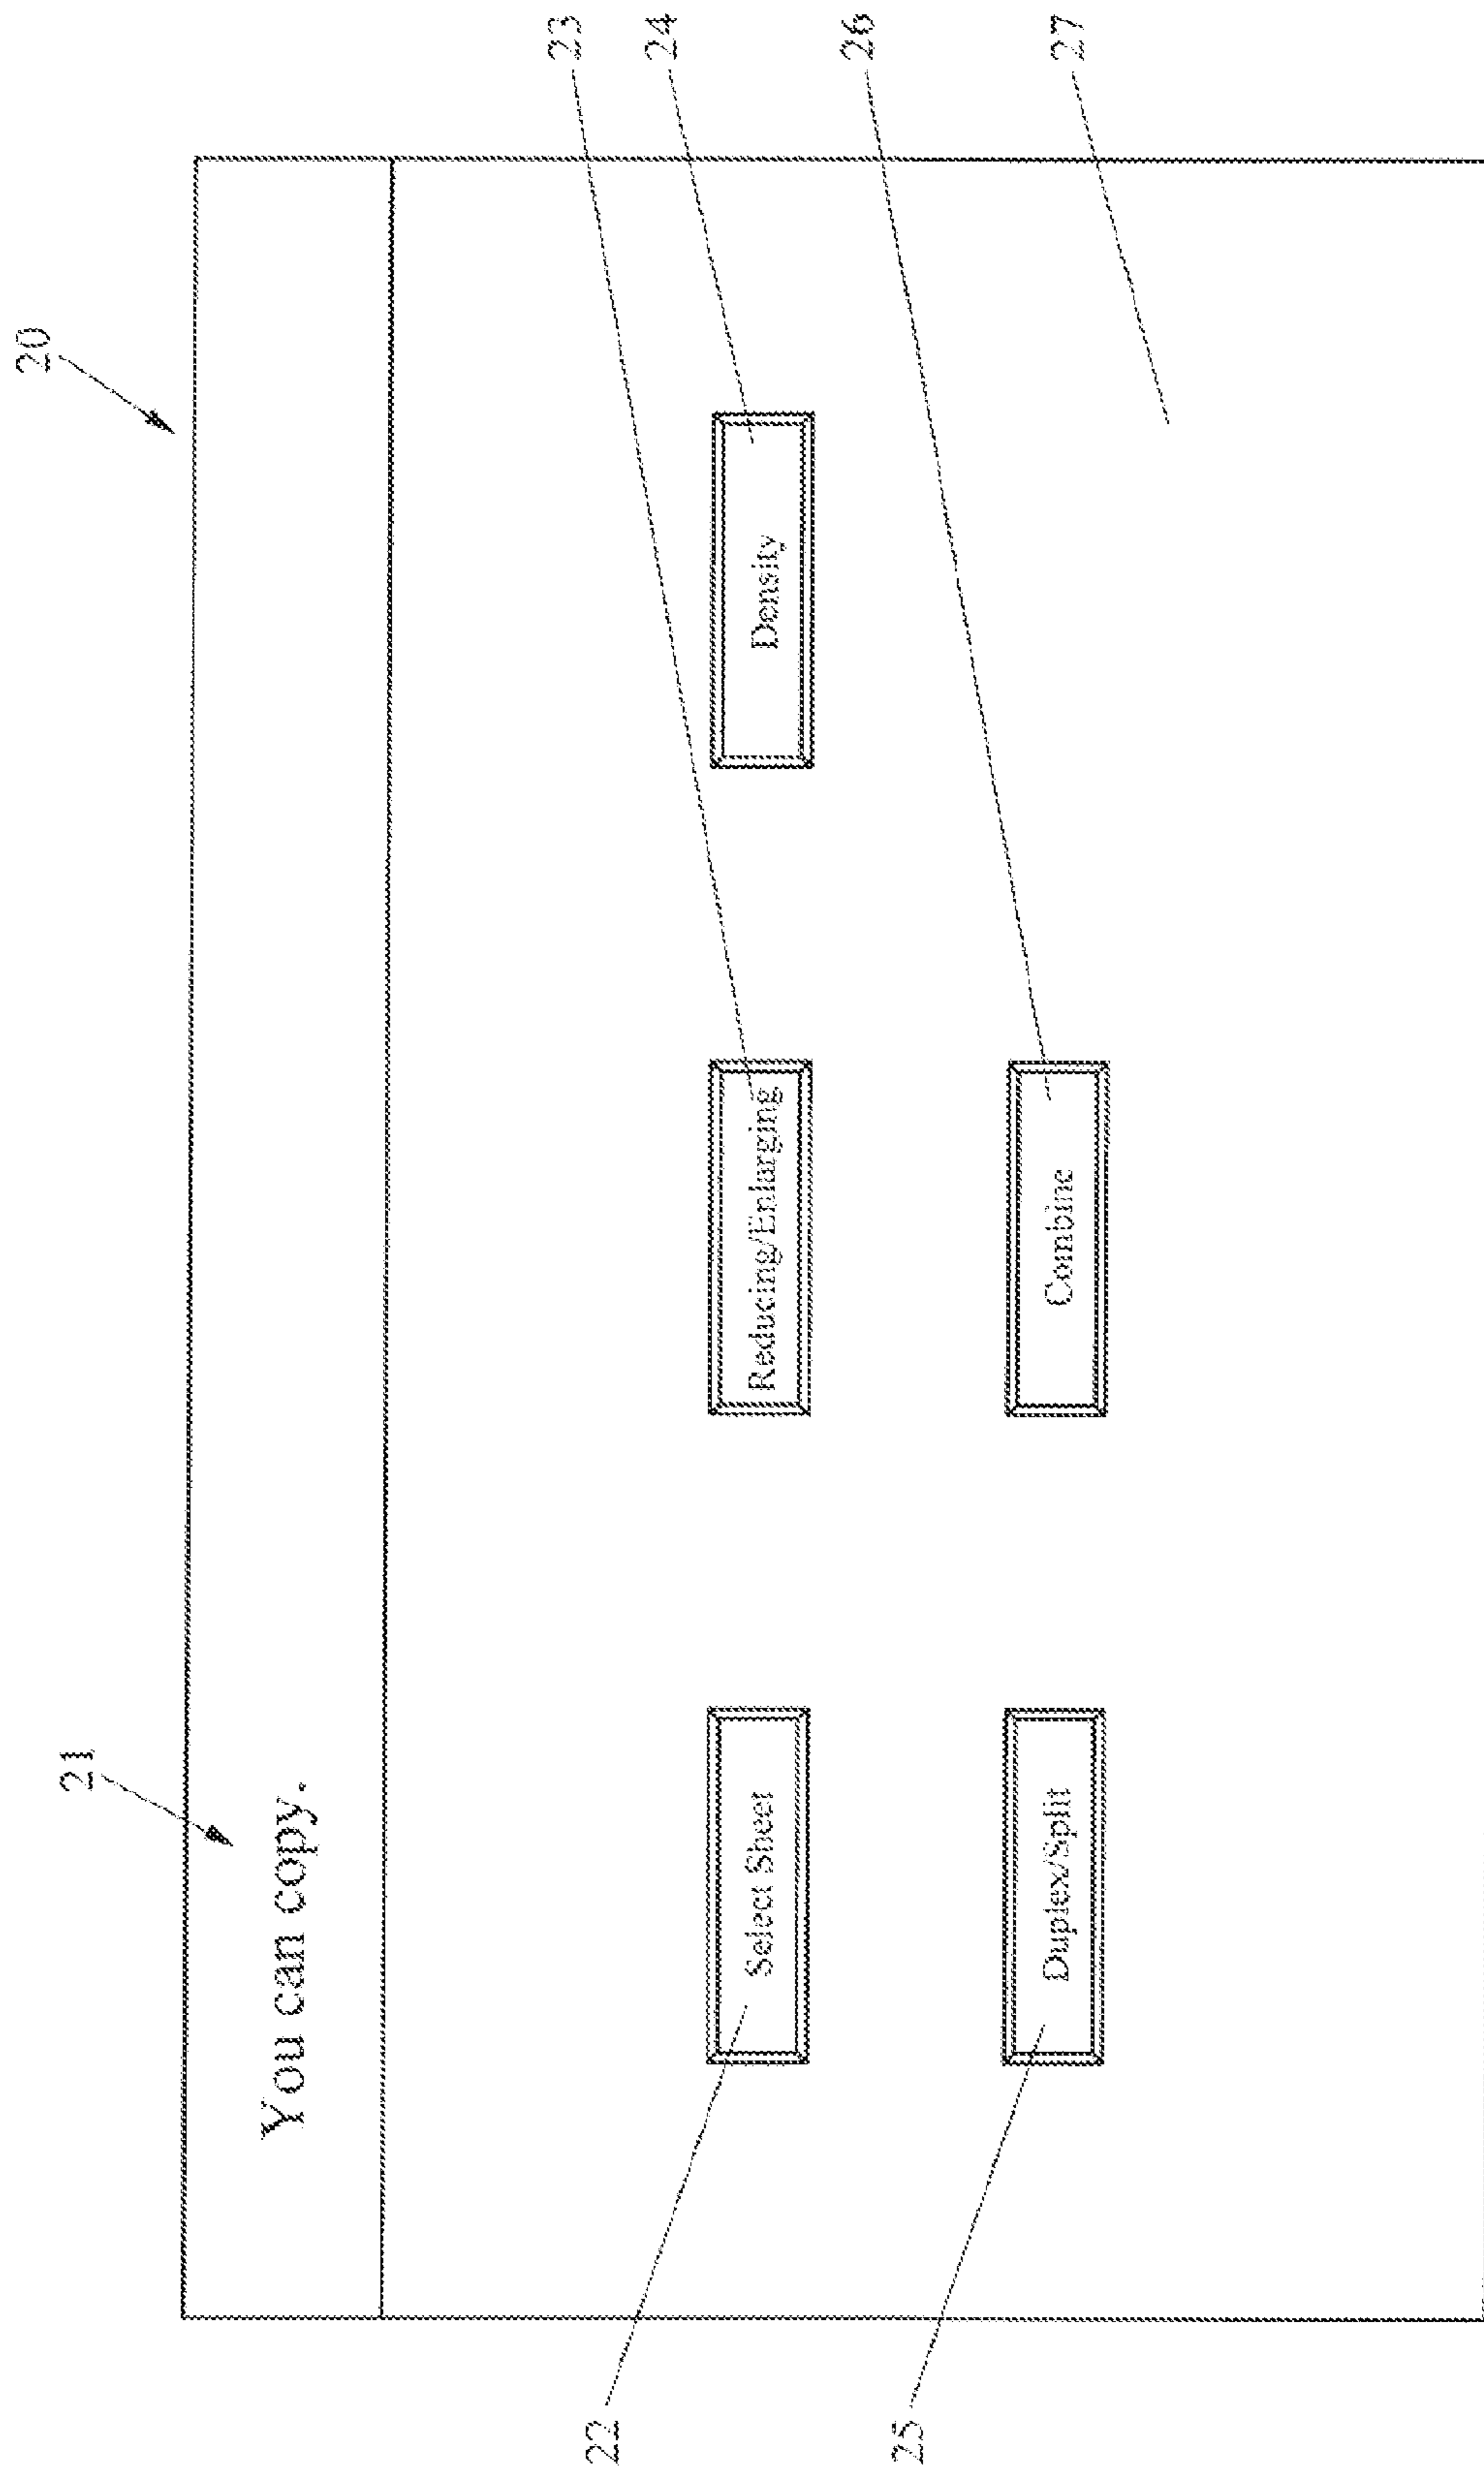 20
21
You can copy.
23
24
26
27
Select Sheet
Reducing/Enlarging
Density
Duplex/Split
Combine
22
25